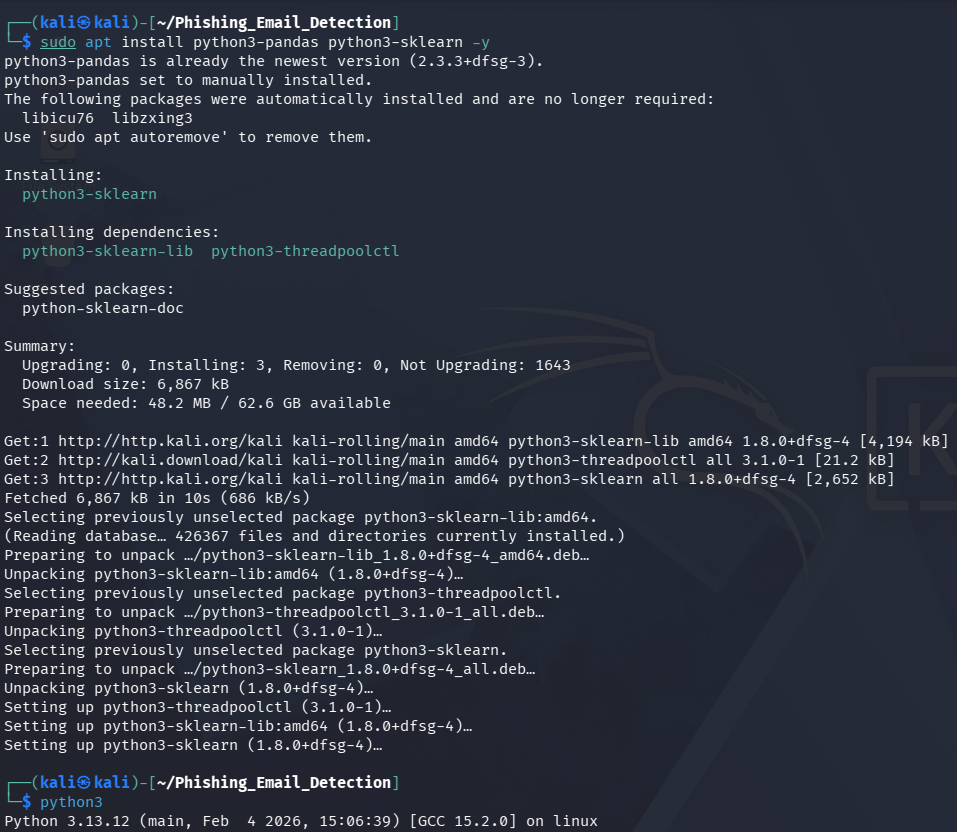 ┌──(kali㉿kali)-[~/Phishing_Email_Detection]
└─$ sudo apt install python3-pandas python3-sklearn -y
python3-pandas is already the newest version (2.3.3+dfsg-3).
python3-pandas set to manually installed.
The following packages were automatically installed and are no longer required:
  libicu76  libzxing3
Use 'sudo apt autoremove' to remove them.

Installing:
  python3-sklearn

Installing dependencies:
  python3-sklearn-lib  python3-threadpoolctl

Suggested packages:
  python-sklearn-doc

Summary:
  Upgrading: 0, Installing: 3, Removing: 0, Not Upgrading: 1643
  Download size: 6,867 kB
  Space needed: 48.2 MB / 62.6 GB available

Get:1 http://http.kali.org/kali kali-rolling/main amd64 python3-sklearn-lib amd64 1.8.0+dfsg-4 [4,194 kB]
Get:2 http://kali.download/kali kali-rolling/main amd64 python3-threadpoolctl all 3.1.0-1 [21.2 kB]
Get:3 http://http.kali.org/kali kali-rolling/main amd64 python3-sklearn all 1.8.0+dfsg-4 [2,652 kB]
Fetched 6,867 kB in 10s (686 kB/s)
Selecting previously unselected package python3-sklearn-lib:amd64.
(Reading database… 426367 files and directories currently installed.)
Preparing to unpack …/python3-sklearn-lib_1.8.0+dfsg-4_amd64.deb…
Unpacking python3-sklearn-lib:amd64 (1.8.0+dfsg-4)…
Selecting previously unselected package python3-threadpoolctl.
Preparing to unpack …/python3-threadpoolctl_3.1.0-1_all.deb…
Unpacking python3-threadpoolctl (3.1.0-1)…
Selecting previously unselected package python3-sklearn.
Preparing to unpack …/python3-sklearn_1.8.0+dfsg-4_all.deb…
Unpacking python3-sklearn (1.8.0+dfsg-4)…
Setting up python3-threadpoolctl (3.1.0-1)…
Setting up python3-sklearn-lib:amd64 (1.8.0+dfsg-4)…
Setting up python3-sklearn (1.8.0+dfsg-4)…

┌──(kali㉿kali)-[~/Phishing_Email_Detection]
└─$ python3
Python 3.13.12 (main, Feb  4 2026, 15:06:39) [GCC 15.2.0] on linux